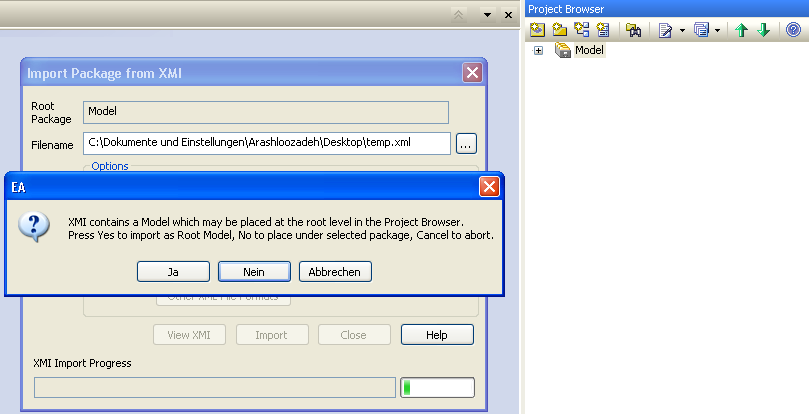 Project Browser
Model
Import Package from XMI
Root
Package
Model
Filename
C:\Dokumente und Einstellungen\Arashloozadeh\Desktop\temp.xml
...
Options
EA
XMI contains a Model which may be placed at the root level in the Project Browser.
Press Yes to import as Root Model, No to place under selected package, Cancel to abort.
Ja
Nein
Abbrechen
Other XML File Formats
View XMI
Import
Close
Help
XMI Import Progress